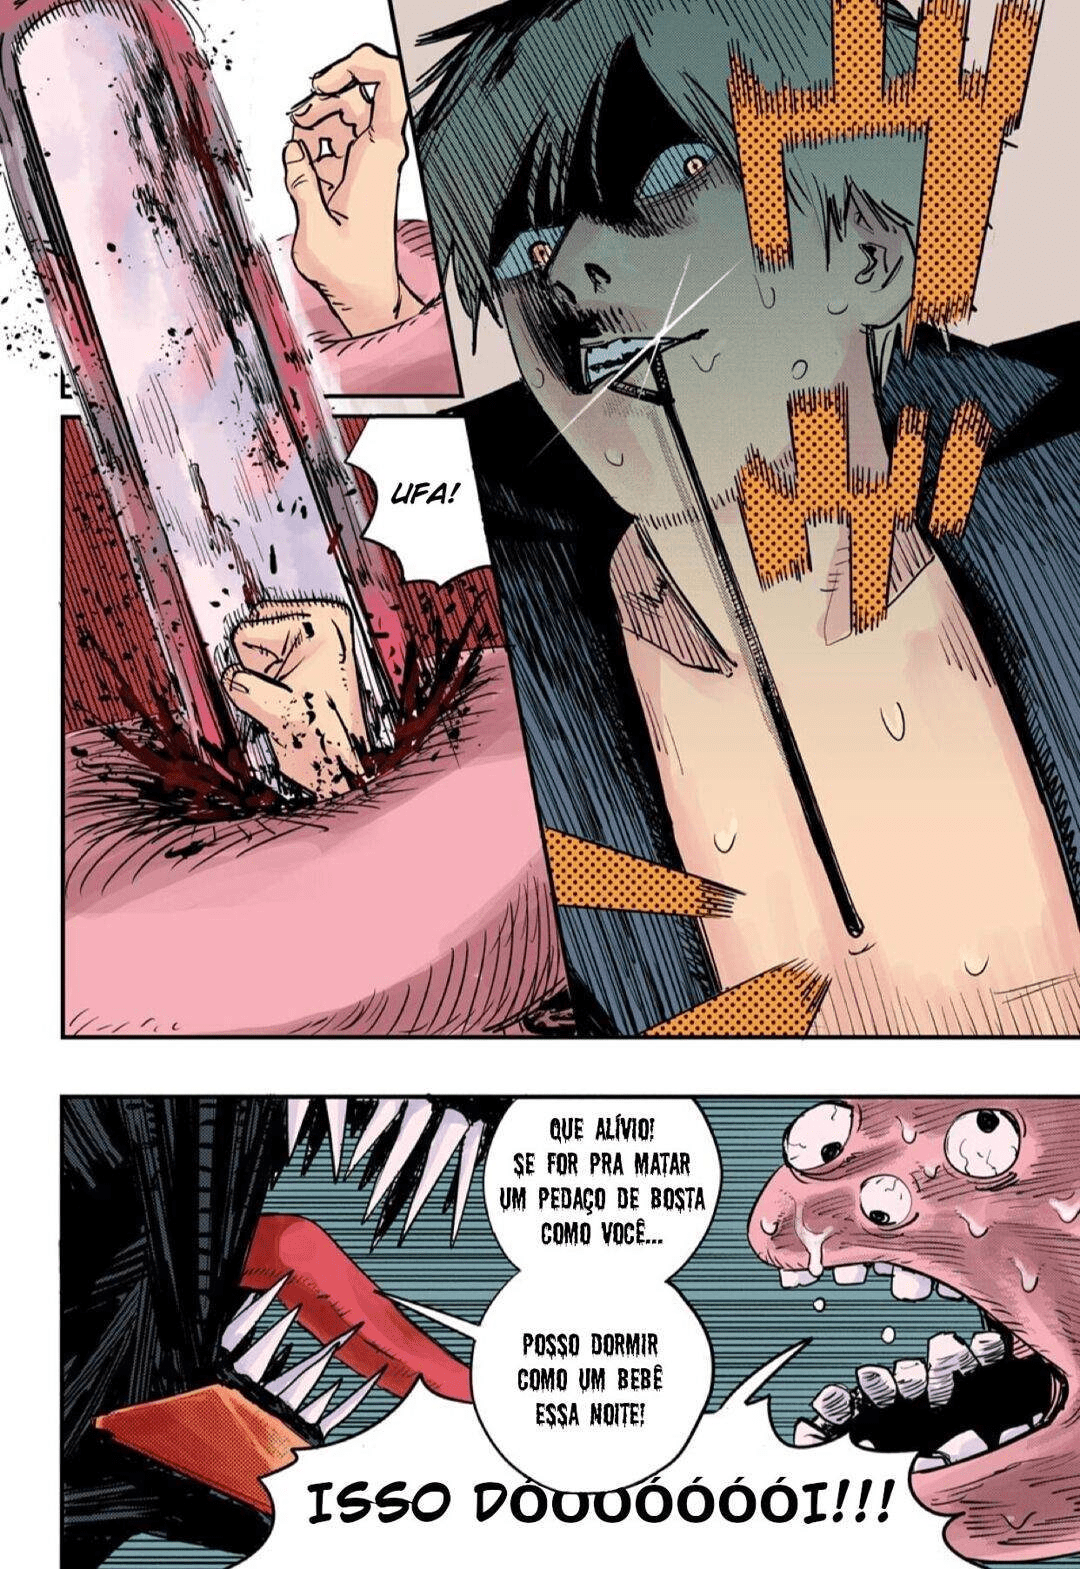 UFA!
QUE ALÍVIO!
SE FOR PRA MATAR
UM PEDAÇO DE BOSTA
COMO VOCÊ...
POSSO DORMIR
COMO UM BEBÊ
ESSA NOITE!
ISSO DÓOOÓÓÓÓI!!!